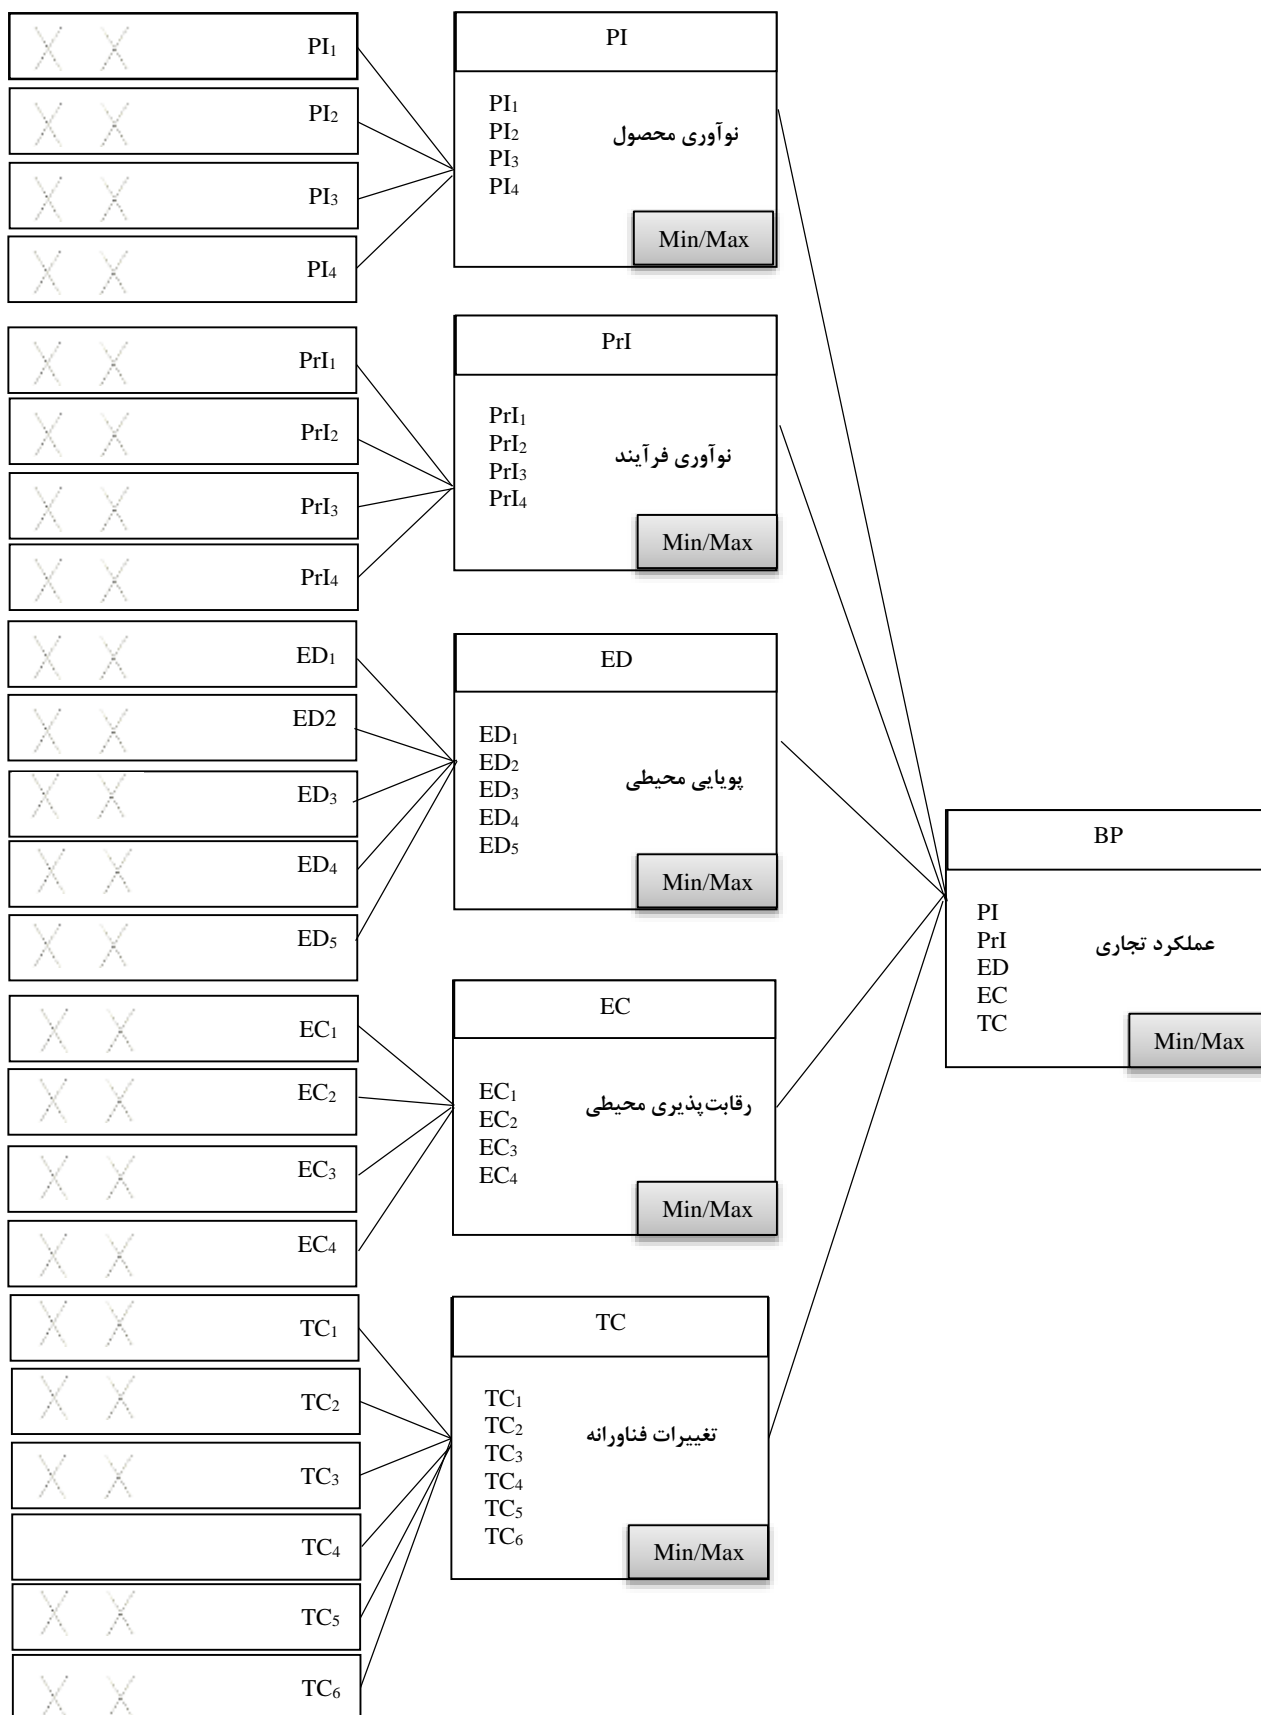 PI₁
PI₂
PI₃
PI₄
PrI₁
PrI₂
PrI₃
PrI₄
ED₁
ED2
ED₃
ED₄
ED₅
EC₁
EC₂
EC₃
EC₄
TC₁
TC₂
TC₃
TC₄
TC₅
TC₆
PI
PI₁
PI₂
نوآوری محصول
PI₃
PI₄
Min/Max
PrI
PrI₁
PrI₂
نوآوری فرآیند
PrI₃
PrI₄
Min/Max
ED
ED₁
ED₂
پویایی محیطی
ED₃
ED₄
ED₅
Min/Max
EC
EC₁
رقابت‌پذیری محیطی
EC₂
EC₃
EC₄
Min/Max
TC
TC₁
TC₂
تغییرات فناورانه
TC₃
TC₄
TC₅
TC₆
Min/Max
BP
PI
PrI
عملکرد تجاری
ED
EC
TC
Min/Max